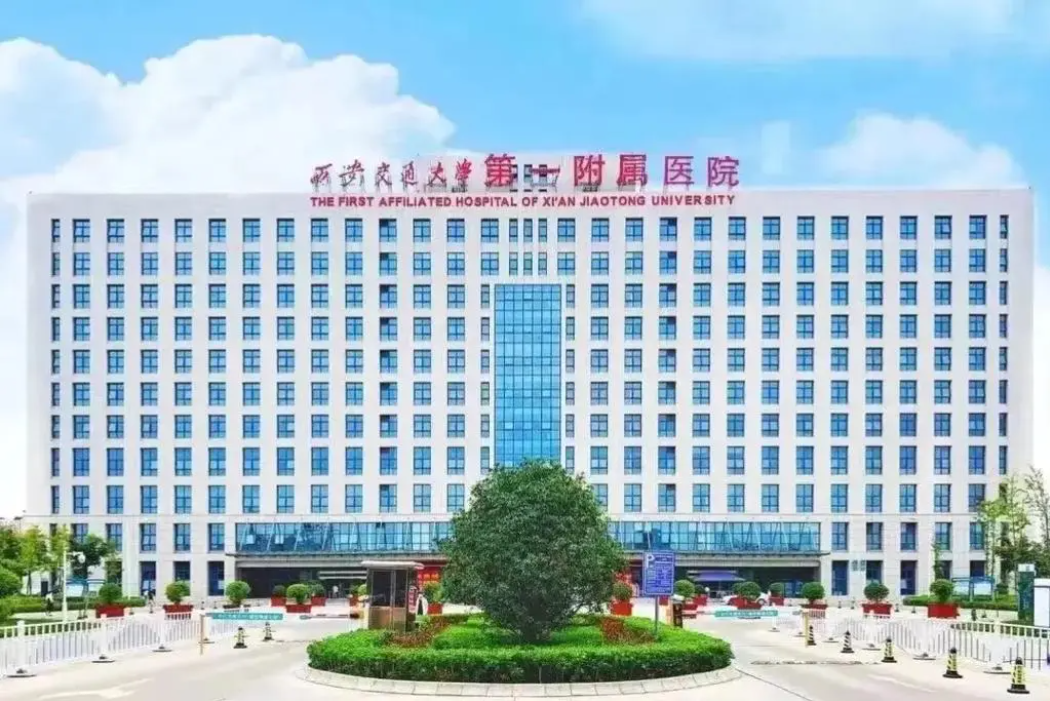 西安交通大学第一附属医院
THE FIRST AFFILIATED HOSPITAL OF XI'AN JIAOTONG UNIVERSITY
P